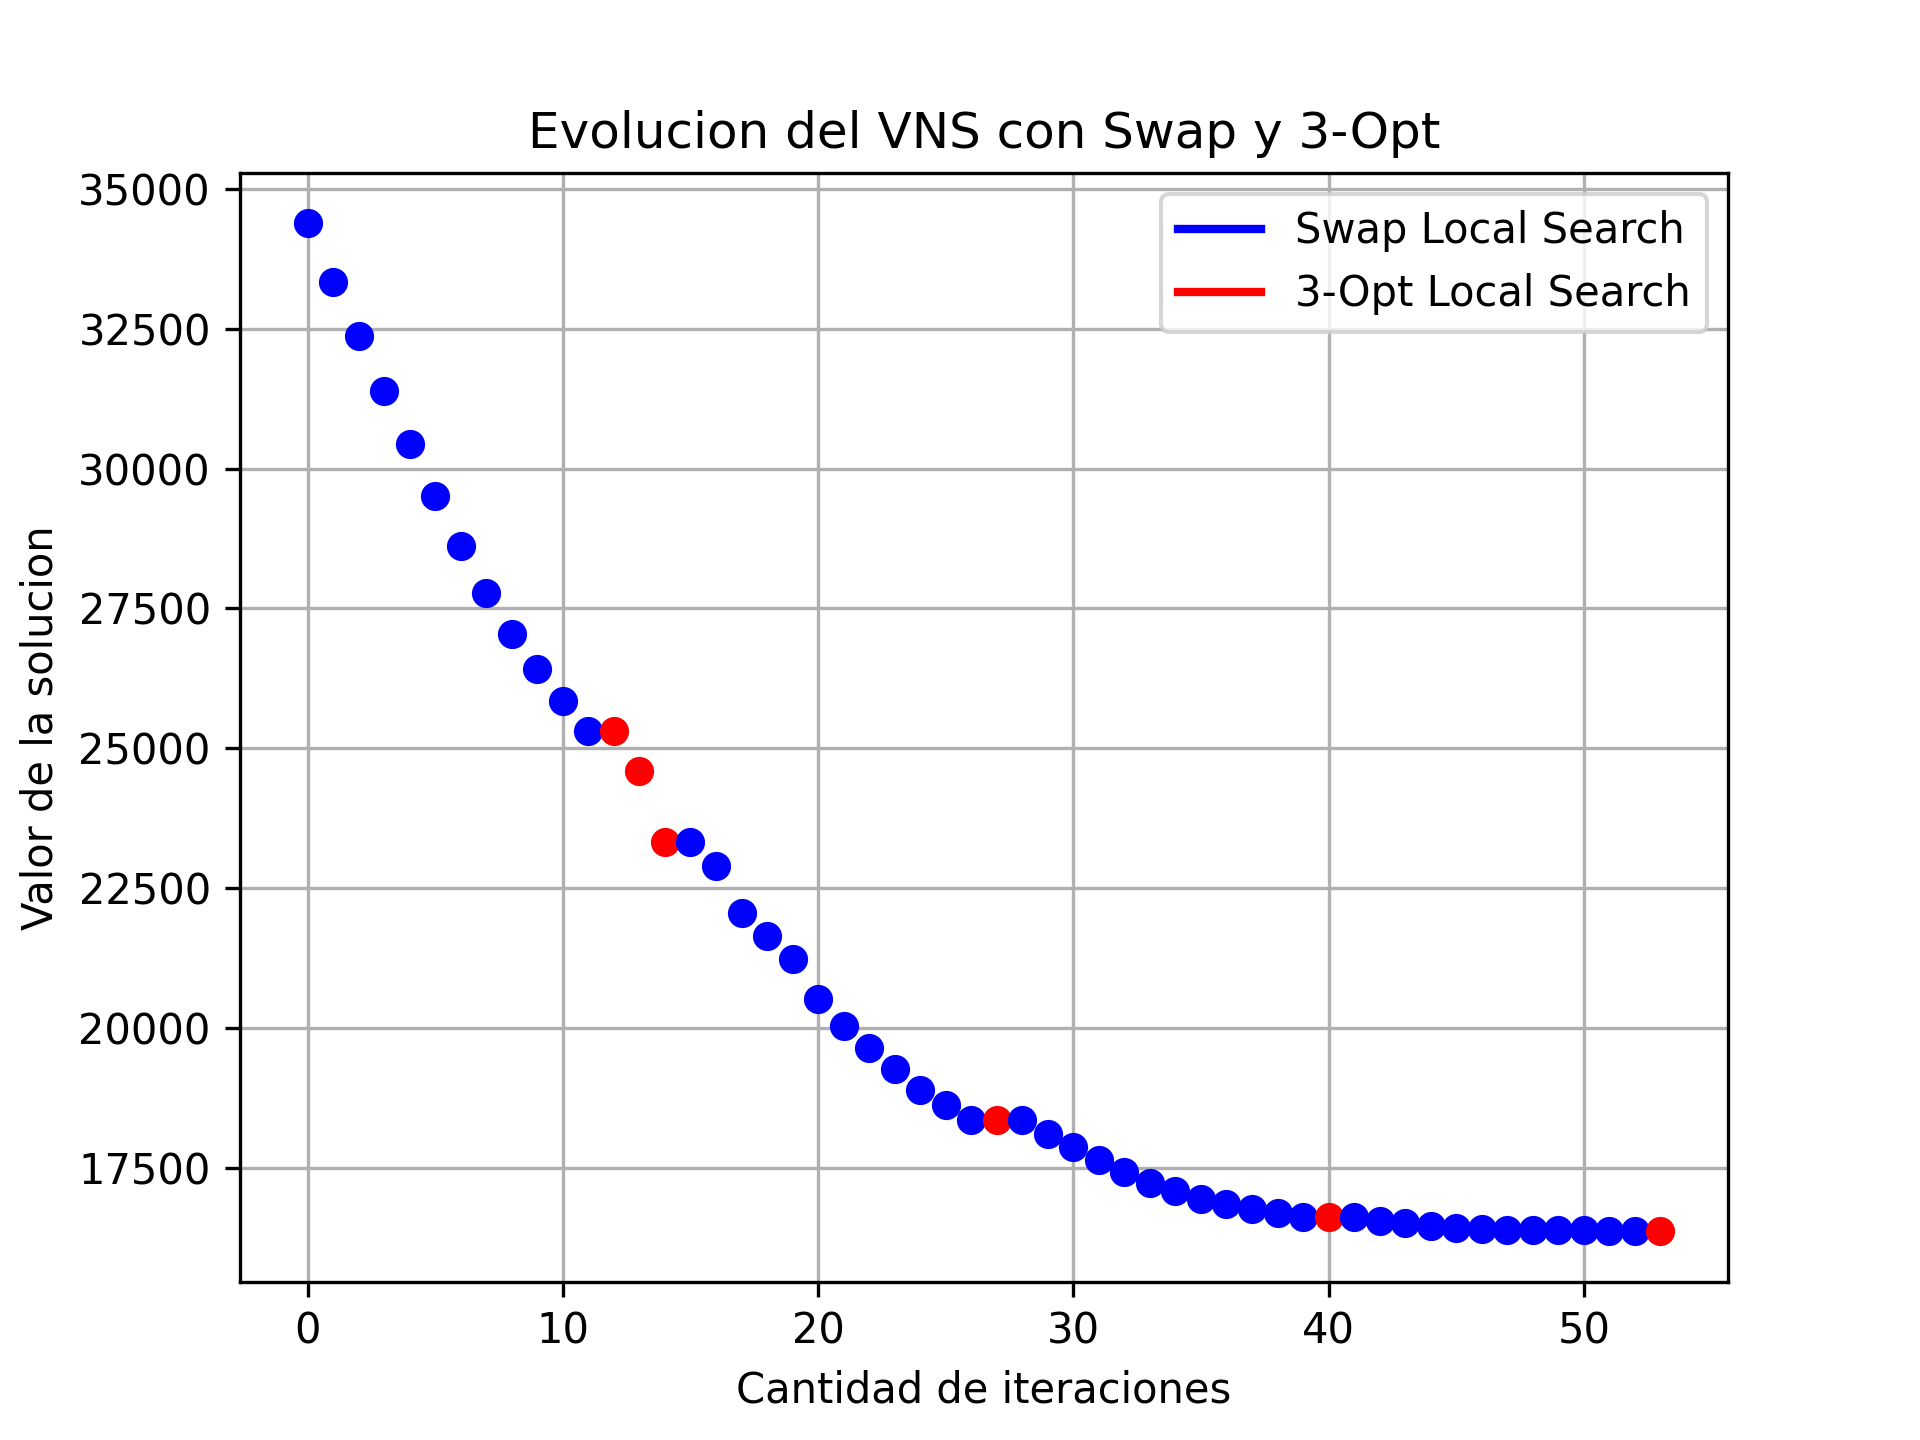 Evolucion del VNS con Swap y 3-Opt
Swap Local Search
3-Opt Local Search
Valor de la solucion
35000
32500
30000
27500
25000
22500
20000
17500
0 10 20 30 40 50
Cantidad de iteraciones